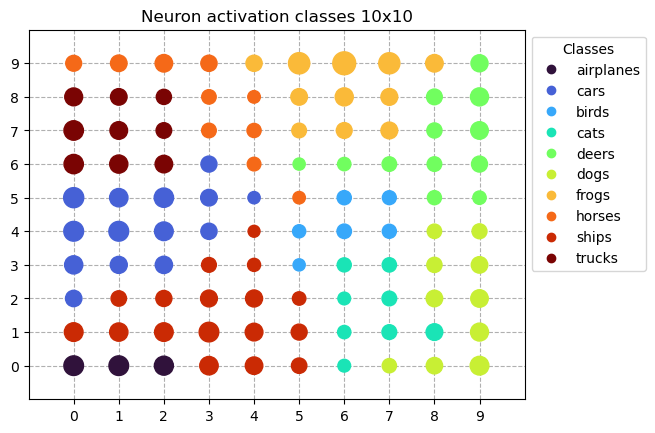 Neuron activation classes 10x10
9
8
7
6
5
4
3
2
1
0
0 1 2 3 4 5 6 7 8 9
Classes
airplanes
cars
birds
cats
deers
dogs
frogs
horses
ships
trucks